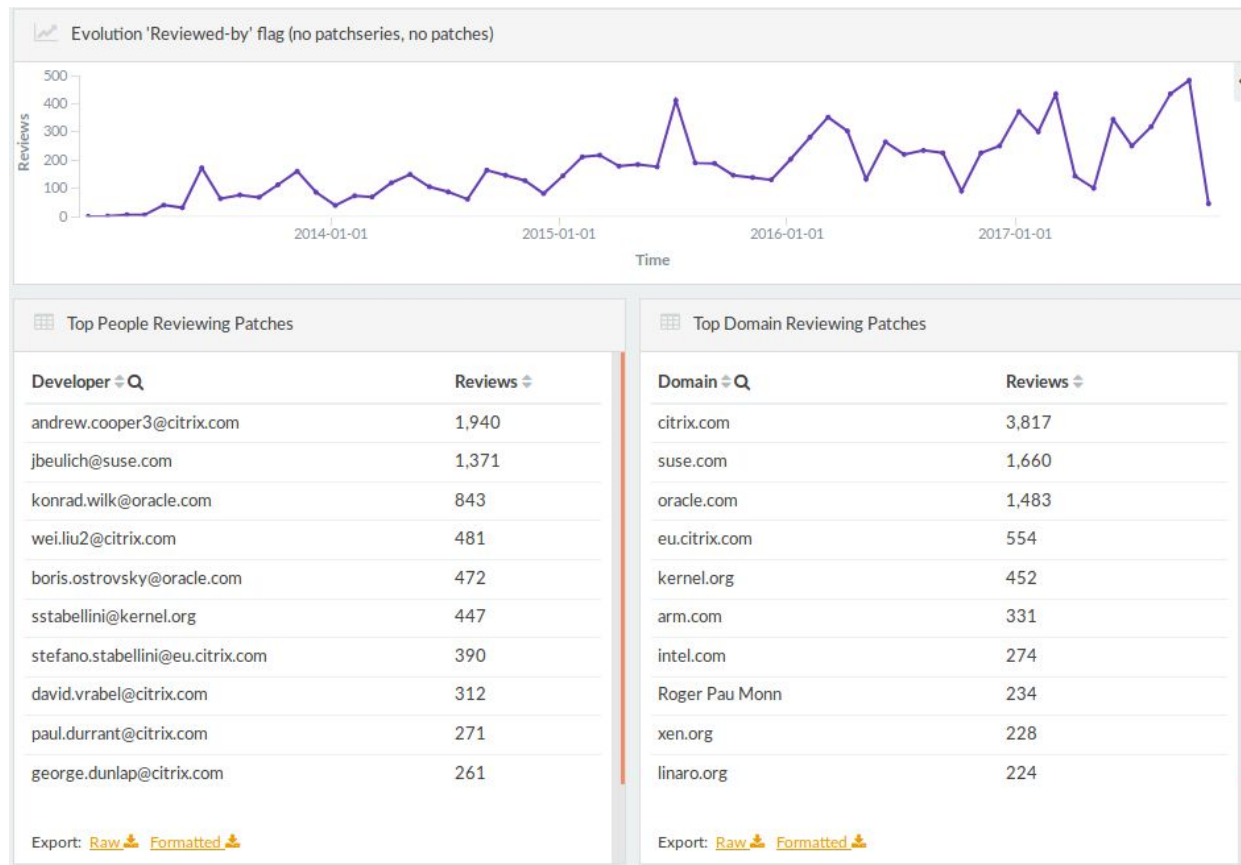 Evolution 'Reviewed-by' flag (no patchseries, no patches)
500
400
300
200
100
0
Reviews
2014-01-01
2015-01-01
2016-01-01
2017-01-01
Time
Top People Reviewing Patches
Developer Reviews
andrew.cooper3@citrix.com 1,940
jbeulich@suse.com 1,371
konrad.wilk@oracle.com 843
wei.liu2@citrix.com 481
boris.ostrovsky@oracle.com 472
sstabellini@kernel.org 447
stefano.stabellini@eu.citrix.com 390
david.vrabel@citrix.com 312
paul.durrant@citrix.com 271
george.dunlap@citrix.com 261
Export: Raw Formatted
Top Domain Reviewing Patches
Domain Reviews
citrix.com 3,817
suse.com 1,660
oracle.com 1,483
eu.citrix.com 554
kernel.org 452
arm.com 331
intel.com 274
Roger Pau Monn 234
xen.org 228
linaro.org 224
Export: Raw Formatted